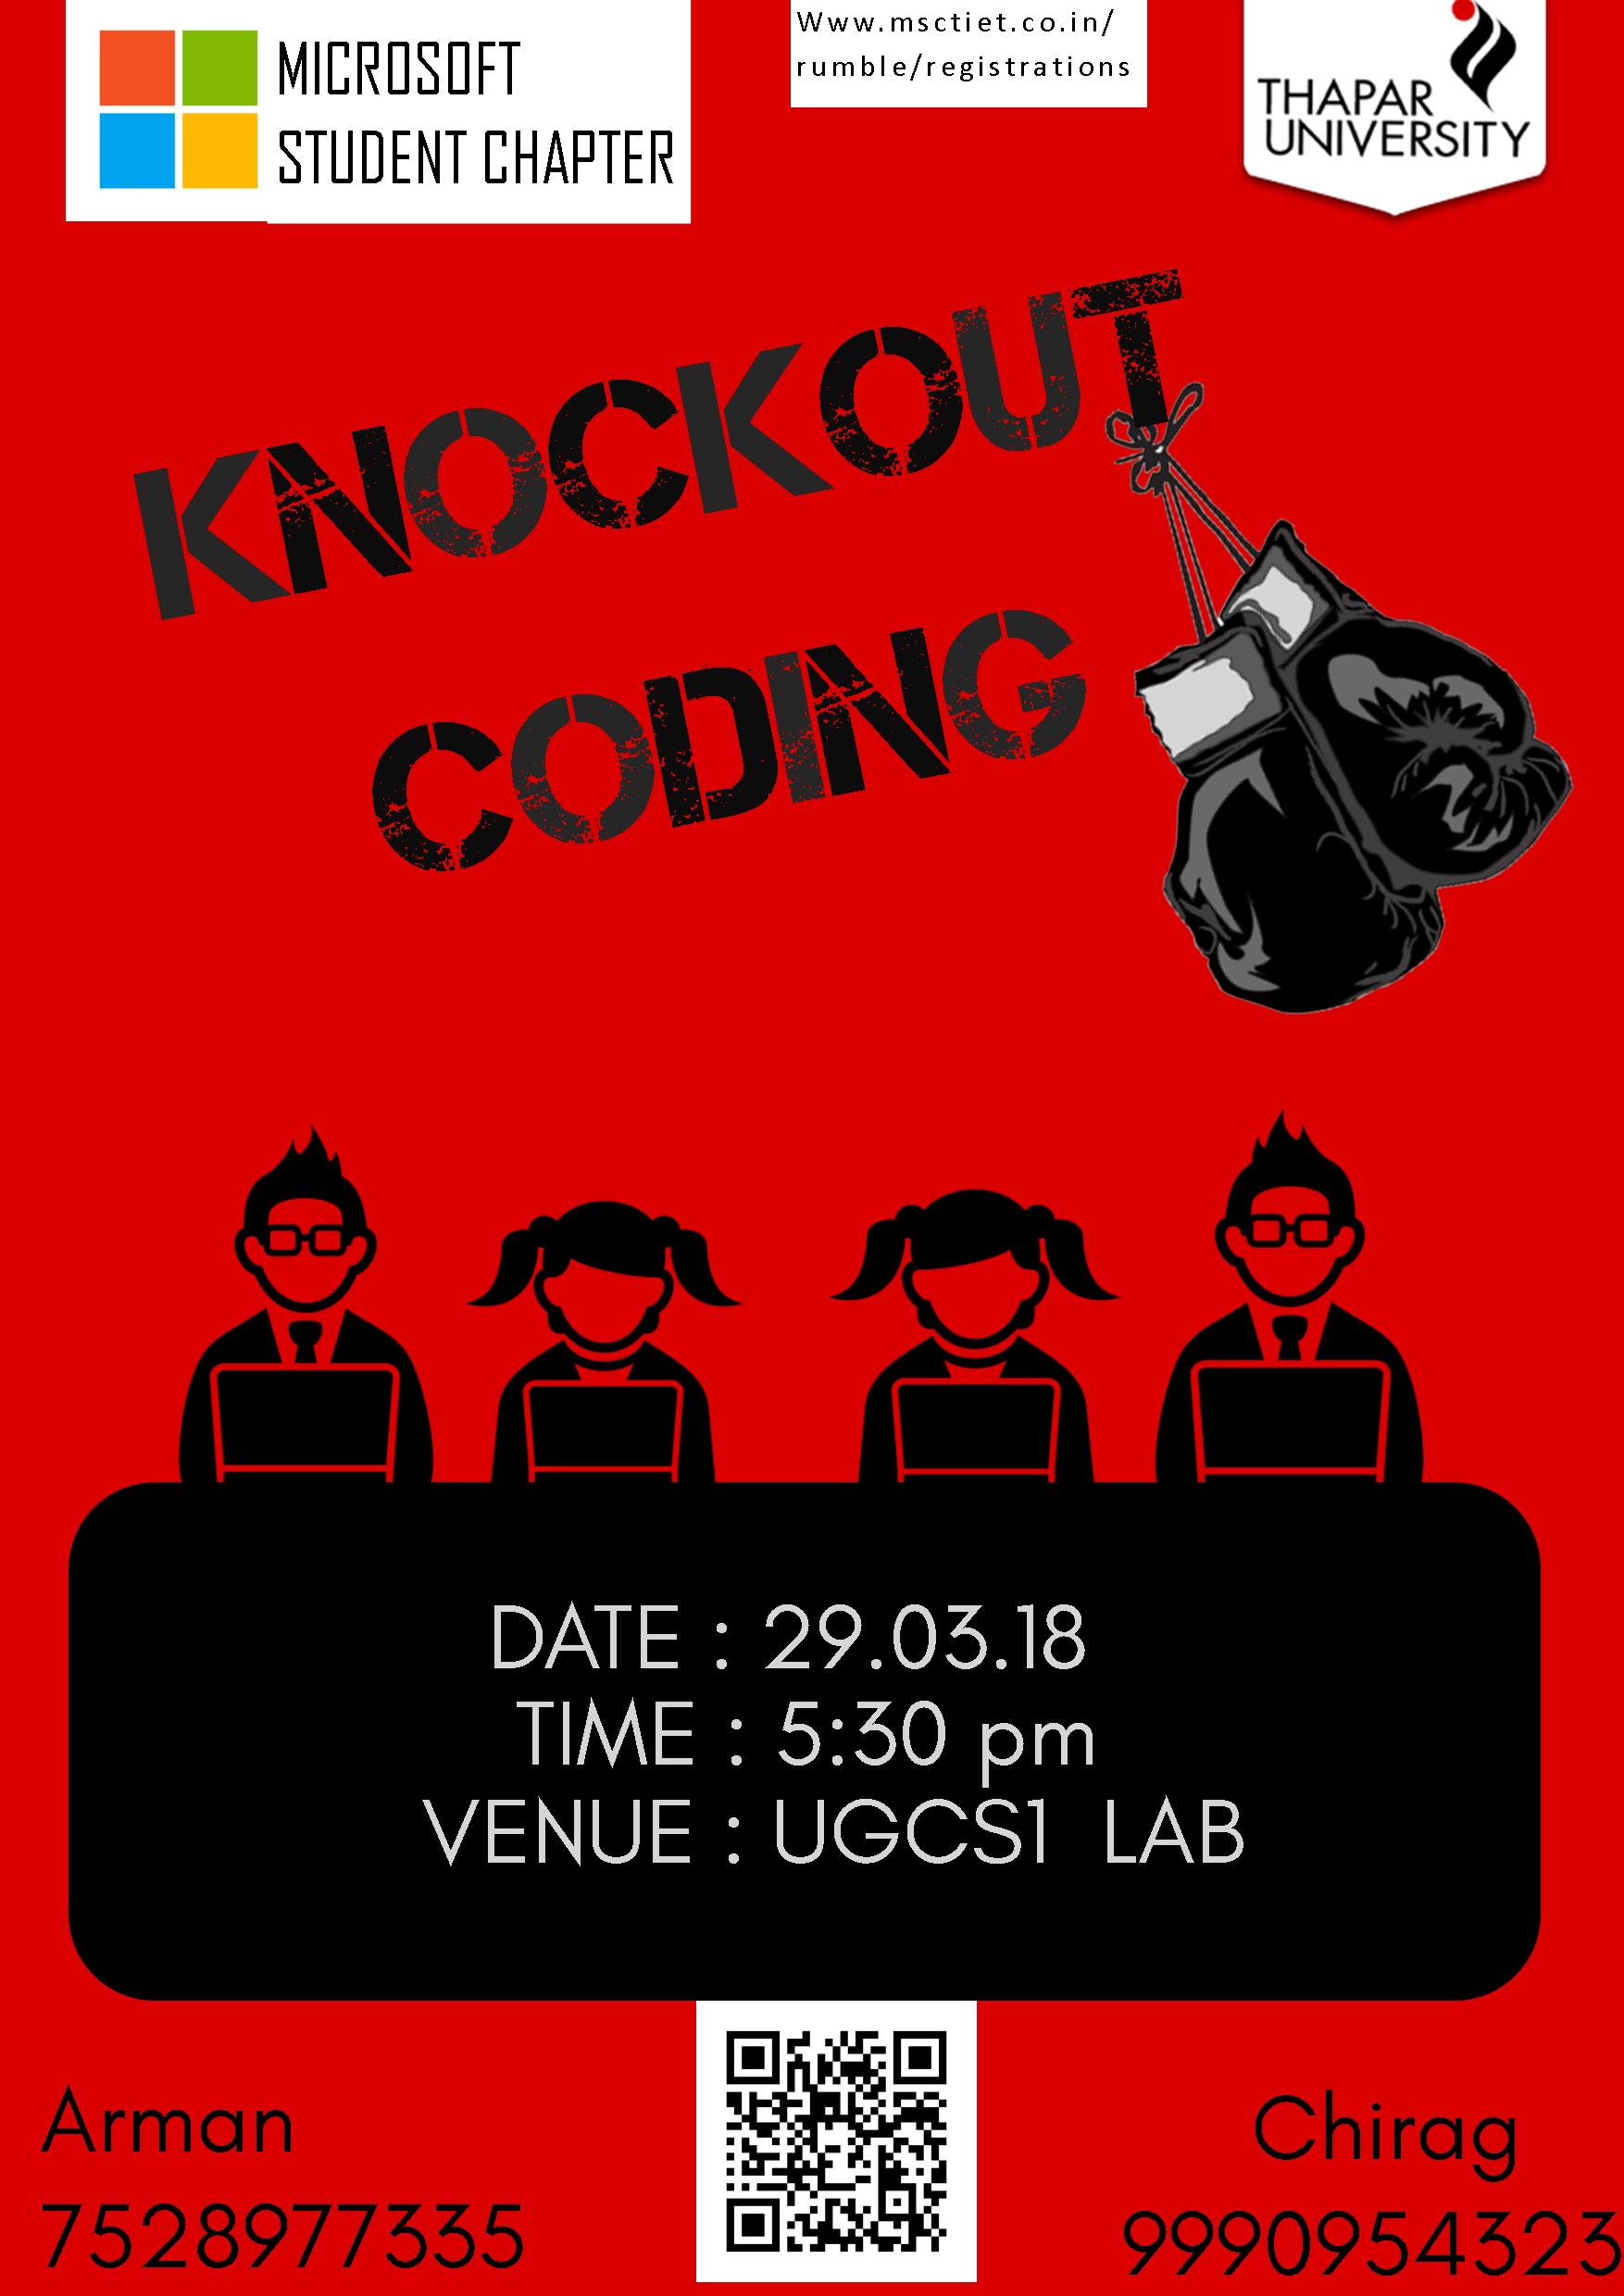 MICROSOFT
STUDENT CHAPTER
Www.msctiet.co.in/
rumble/registrations
THAPAR
UNIVERSITY
KNOCKOUT
CODING
DATE : 29.03.18
TIME : 5:30 pm
VENUE : UGCS1 LAB
Arman
7528977335
Chirag
9990954323